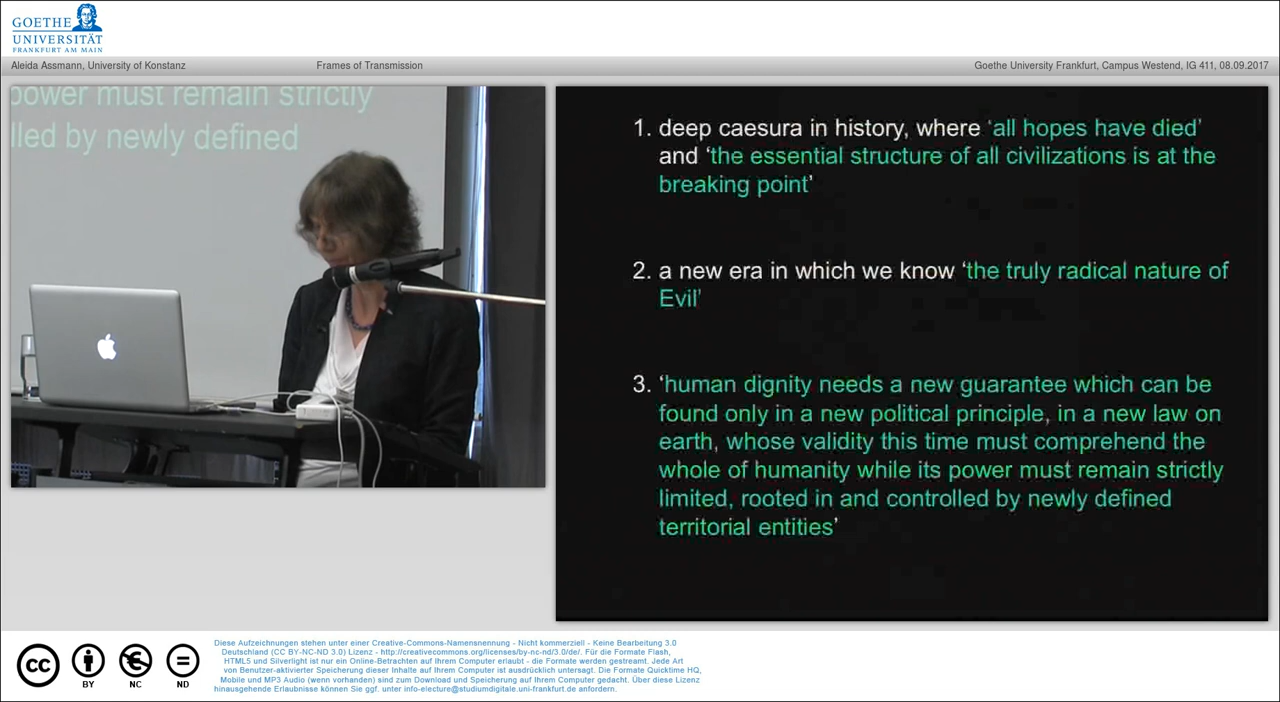 GOETHE
UNIVERSITÄT
FRANKFURT AM MAIN
Aleida Assmann, University of Konstanz
Frames of Transmission
Goethe University Frankfurt, Campus Westend, IG 411, 08.09.2017
power must remain strictly
lled by newly defined
1. deep caesura in history, where ‘all hopes have died’
and ‘the essential structure of all civilizations is at the
breaking point’
2. a new era in which we know ‘the truly radical nature of
Evil’
3. ‘human dignity needs a new guarantee which can be
found only in a new political principle, in a new law on
earth, whose validity this time must comprehend the
whole of humanity while its power must remain strictly
limited, rooted in and controlled by newly defined
territorial entities’
cc
BY
NC
ND
Diese Aufzeichnungen stehen unter einer Creative-Commons-Namensnennung - Nicht kommerziell - Keine Bearbeitung 3.0
Deutschland (CC BY-NC-ND 3.0) Lizenz - http://creativecommons.org/licenses/by-nc-nd/3.0/de/. Für die Formate Flash,
HTML5 und Silverlight ist nur ein Online-Betrachten auf Ihrem Computer erlaubt - die Formate werden gestreamt. Jede Art
von Benutzer-aktivierter Speicherung dieser Inhalte auf Ihrem Computer ist ausdrücklich untersagt. Die Formate Quicktime HQ,
Mobile und MP3 Audio (wenn vorhanden) sind zum Download und Speicherung auf Ihrem Computer gedacht. Über diese Lizenz
hinausgehende Erlaubnisse können Sie ggf. unter info-electure@studiumdigitale.uni-frankfurt.de anfordern.